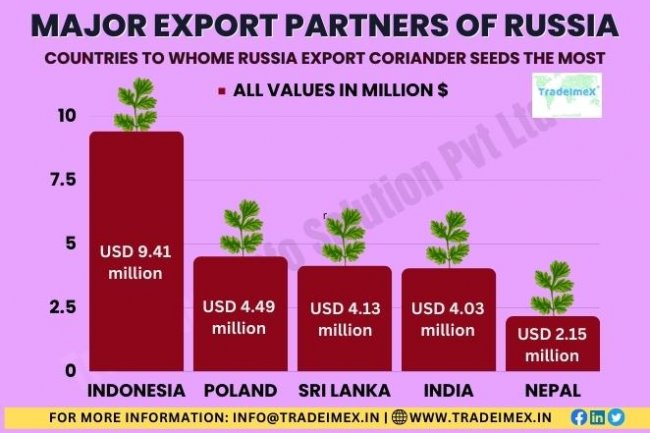 MAJOR EXPORT PARTNERS OF RUSSIA
COUNTRIES TO WHOME RUSSIA EXPORT CORIANDER SEEDS THE MOST
ALL VALUES IN MILLION $
TradeImeX
10
7.5
5
2.5
0
USD 9.41
million
USD 4.49
million
r
USD 4.13
million
USD 4.03
million
USD 2.15
million
Solution Pvt Ltd
INDONESIA POLAND SRI LANKA INDIA NEPAL
FOR MORE INFORMATION: INFO@TRADEIMEX.IN | WWW.TRADEIMEX.IN